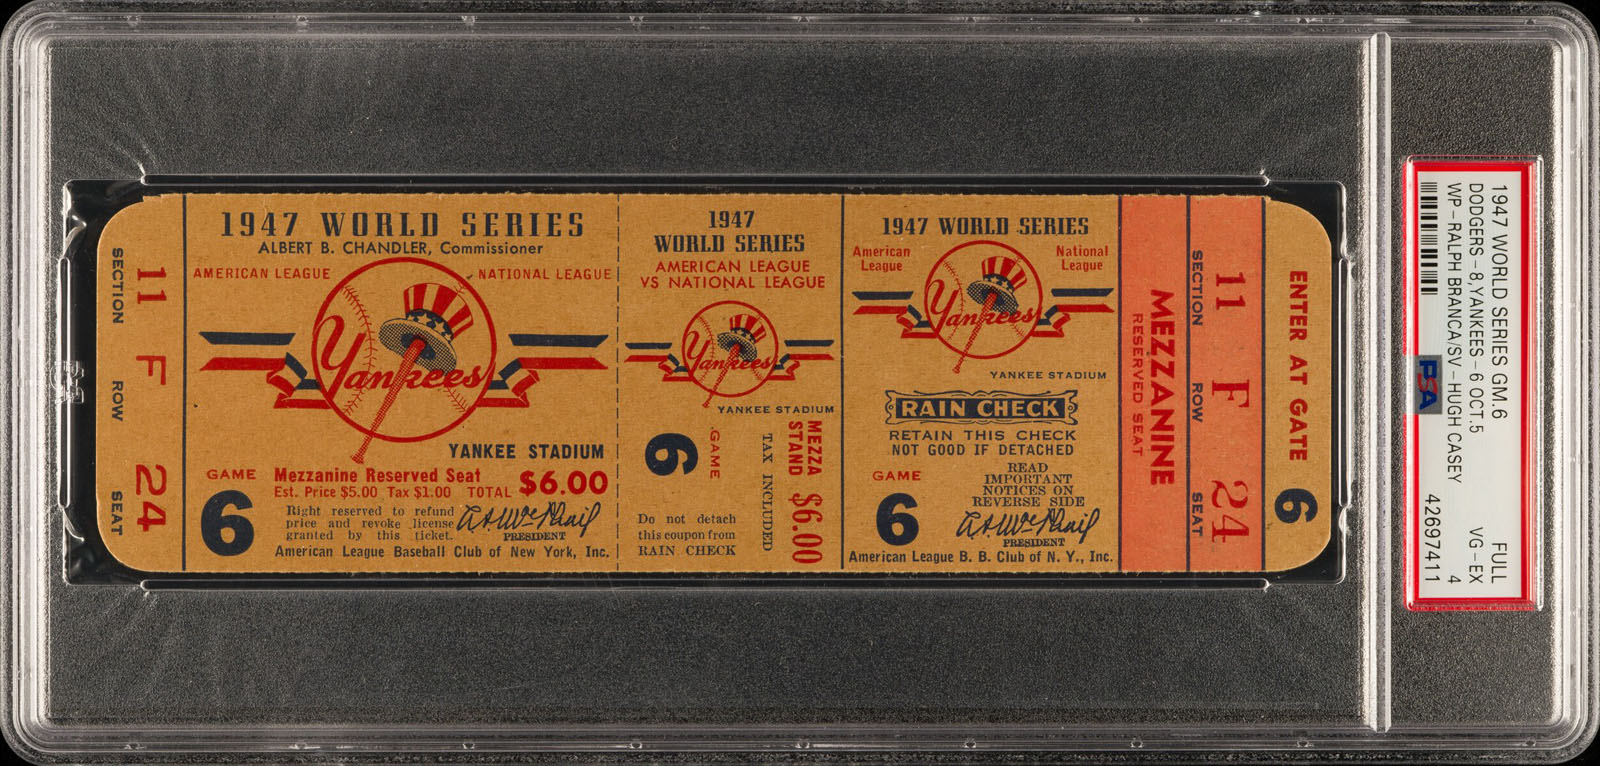 11 F 24
SECTION ROW SEAT
1947 WORLD SERIES
ALBERT B. CHANDLER, Commissioner
AMERICAN LEAGUE NATIONAL LEAGUE
Yankees
YANKEE STADIUM
GAME
6
Mezzanine Reserved Seat
Est. Price $5.00 Tax $1.00 TOTAL $6.00
Right reserved to refund
price and revoke license
granted by this ticket.
PRESIDENT
American League Baseball Club of New York, Inc.
1947
WORLD SERIES
AMERICAN LEAGUE
VS NATIONAL LEAGUE
Yankees
YANKEE STADIUM
GAME
6
MEZZA
STAND $6.00
TAX INCLUDED
Do not detach
this coupon from
RAIN CHECK
1947 WORLD SERIES
American
League
National
League
Yankees
YANKEE STADIUM
RAIN CHECK
RETAIN THIS CHECK
NOT GOOD IF DETACHED
GAME
6
READ
IMPORTANT
NOTICES ON
REVERSE SIDE
PRESIDENT
American League B. B. Club of N. Y., Inc.
MEZZANINE
RESERVED SEAT
11 F 24
SECTION ROW SEAT
ENTER AT GATE 6
1947 WORLD SERIES GM.6 FULL
DODGERS-8,YANKEES-6 OCT.5 VG-EX
WP-RALPH BRANCA/SV-HUGH CASEY 4
PSA 42697411